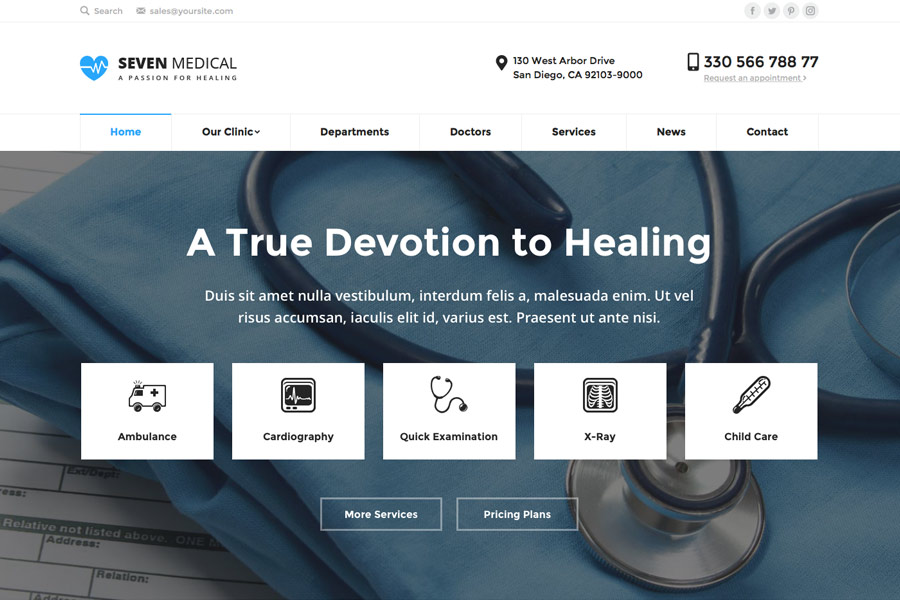 Search
sales@yoursite.com
SEVEN MEDICAL
A PASSION FOR HEALING
130 West Arbor Drive
San Diego, CA 92103-9000
330 566 788 77
Request an appointment
Home
Our Clinic
Departments
Doctors
Services
News
Contact
A True Devotion to Healing
Duis sit amet nulla vestibulum, interdum felis a, malesuada enim. Ut vel
risus accumsan, iaculis elit id, varius est. Praesent ut ante nisi.
Ambulance
Cardiography
Quick Examination
X-Ray
Child Care
More Services
Pricing Plans
Ext/Dept:
ess:
Relative not listed above. ONE M
Address:
Relation:
Address: